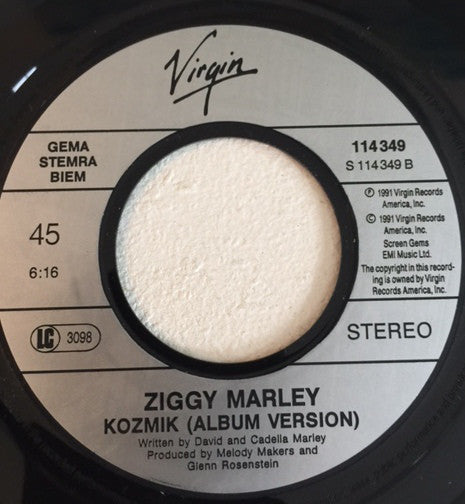 Virgin
GEMA
STEMRA
BIEM
45
6:16
LC 3098
114 349
S 114 349 B
℗ 1991 Virgin Records
America, Inc.
© 1991 Virgin Records
America, Inc.
Screen Gems
EMI Music Ltd.
The copyright in this record-
ing is owned by Virgin
Records America, Inc.
STEREO
ZIGGY MARLEY
KOZMIK (ALBUM VERSION)
Written by David and Cadella Marley
Produced by Melody Makers and
Glenn Rosenstein